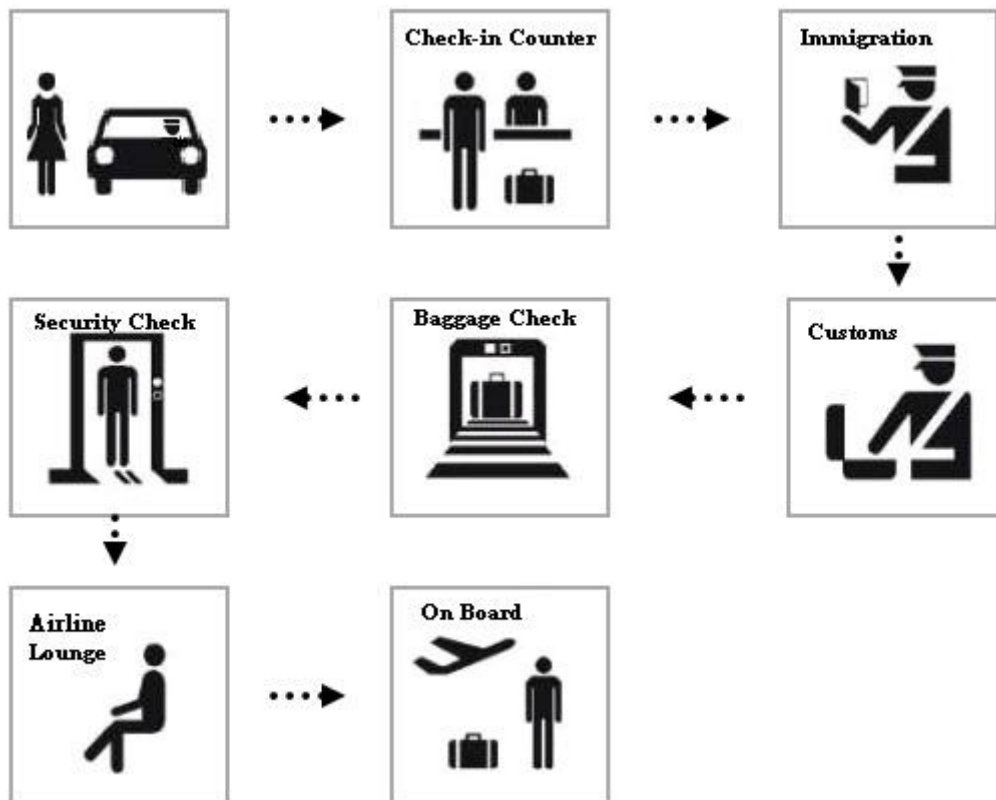 Check-in Counter
Immigration
Security Check
Baggage Check
Customs
Airline
Lounge
On Board